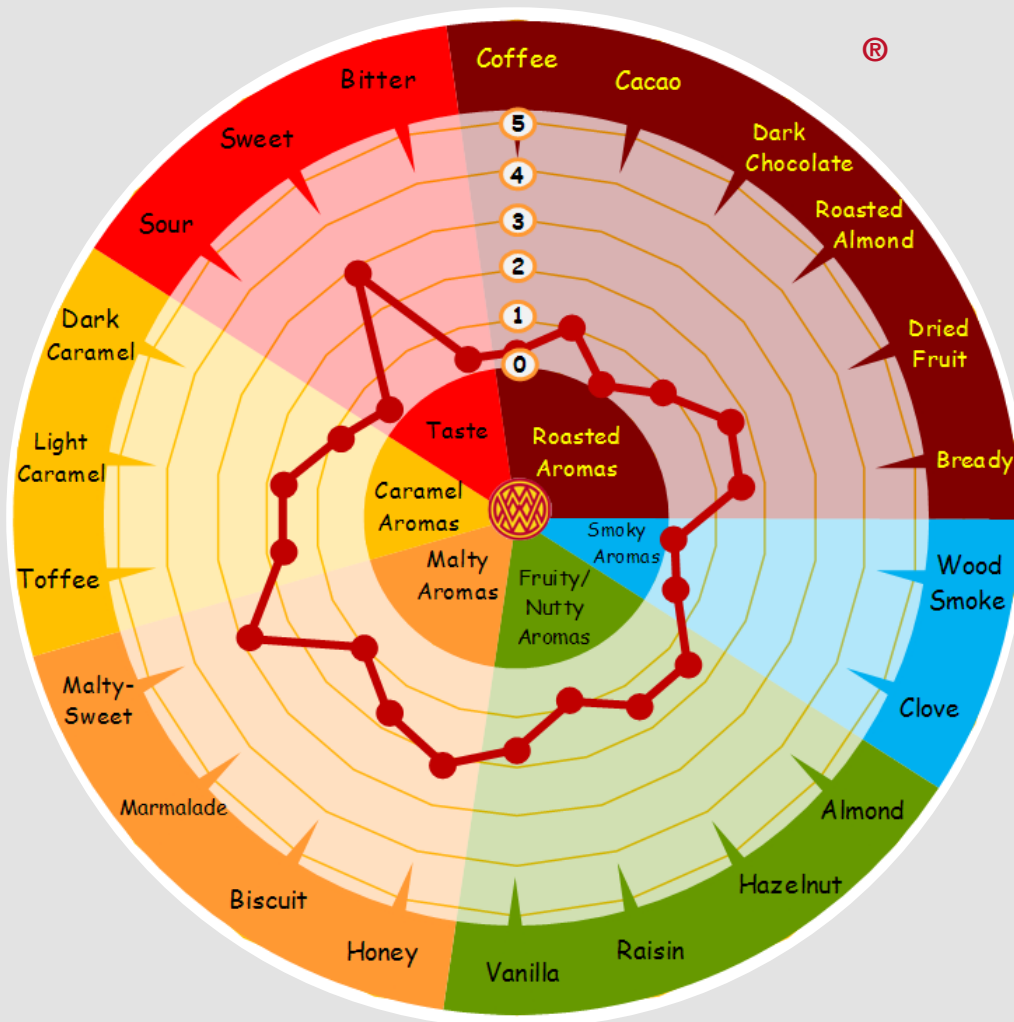 ®
Coffee
Cacao
Dark
Chocolate
Roasted
Almond
Dried
Fruit
Bready
Wood
Smoke
Clove
Almond
Hazelnut
Raisin
Vanilla
Honey
Biscuit
Marmalade
Malty-
Sweet
Toffee
Light
Caramel
Dark
Caramel
Sour
Sweet
Bitter
5
4
3
2
1
0
Taste
Roasted
Aromas
Smoky
Aromas
Fruity/
Nutty
Aromas
Malty
Aromas
Caramel
Aromas